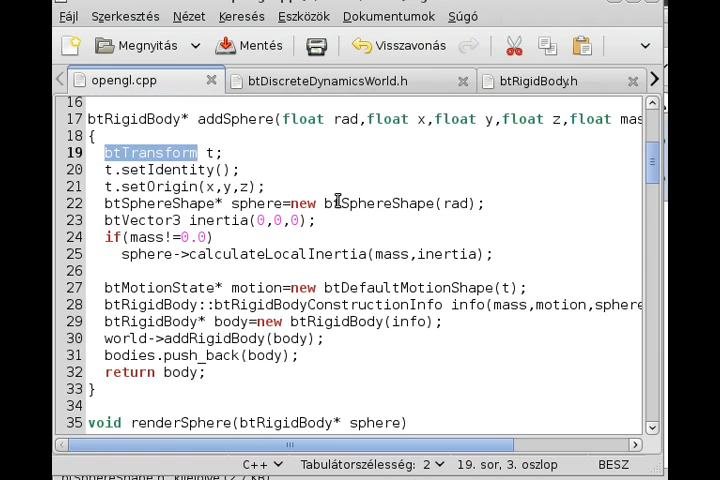 Fájl Szerkesztés Nézet Keresés Eszközök Dokumentumok Súgó
Megnyitás Mentés Visszavonás
opengl.cpp btDiscreteDynamicsWorld.h btRigidBody.h
16
17 btRigidBody* addSphere(float rad,float x,float y,float z,float mas
18 {
19 btTransform t;
20 t.setIdentity();
21 t.setOrigin(x,y,z);
22 btSphereShape* sphere=new btSphereShape(rad);
23 btVector3 inertia(0,0,0);
24 if(mass!=0.0)
25 sphere->calculateLocalInertia(mass,inertia);
26
27 btMotionState* motion=new btDefaultMotionShape(t);
28 btRigidBody::btRigidBodyConstructionInfo info(mass,motion,sphere
29 btRigidBody* body=new btRigidBody(info);
30 world->addRigidBody(body);
31 bodies.push_back(body);
32 return body;
33 }
34
35 void renderSphere(btRigidBody* sphere)
C++ Tabulátorszélesség: 2 19. sor, 3. oszlop BESZ